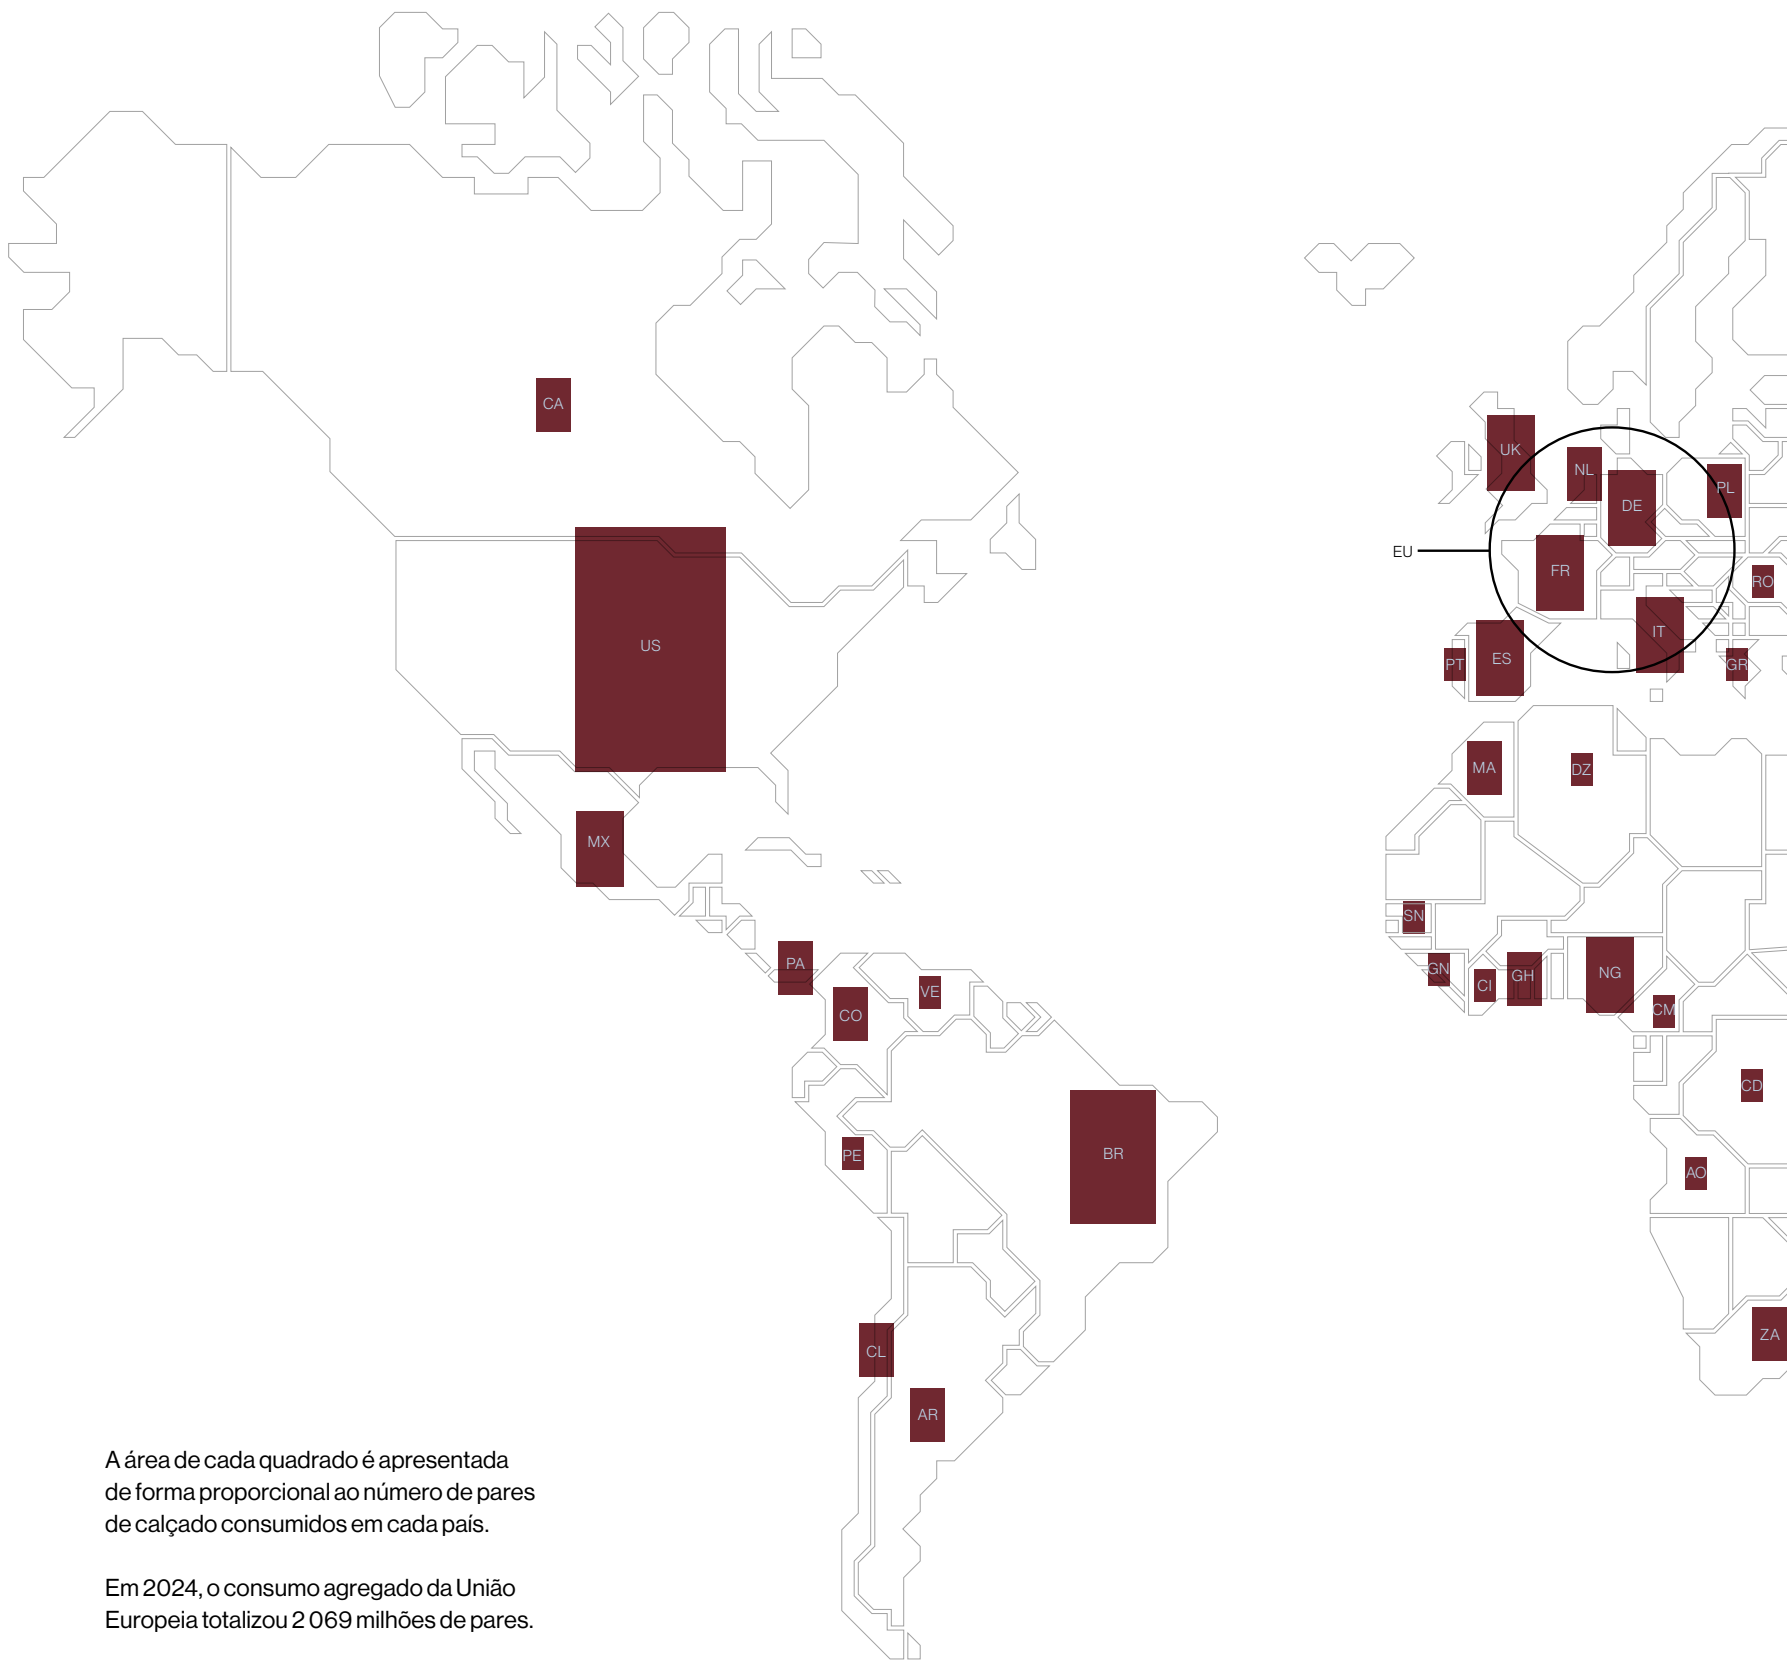 CA
UK
NL
PL
DE
EU
FR
RO
IT
US
ES
PT
GR
MA
DZ
MX
SN
PA
GN
GH
NG
CI
VE
CO
CM
CD
BR
PE
AO
ZA
CL
AR
A área de cada quadrado é apresentada
de forma proporcional ao número de pares
de calçado consumidos em cada país.
Em 2024, o consumo agregado da União
Europeia totalizou 2 069 milhões de pares.